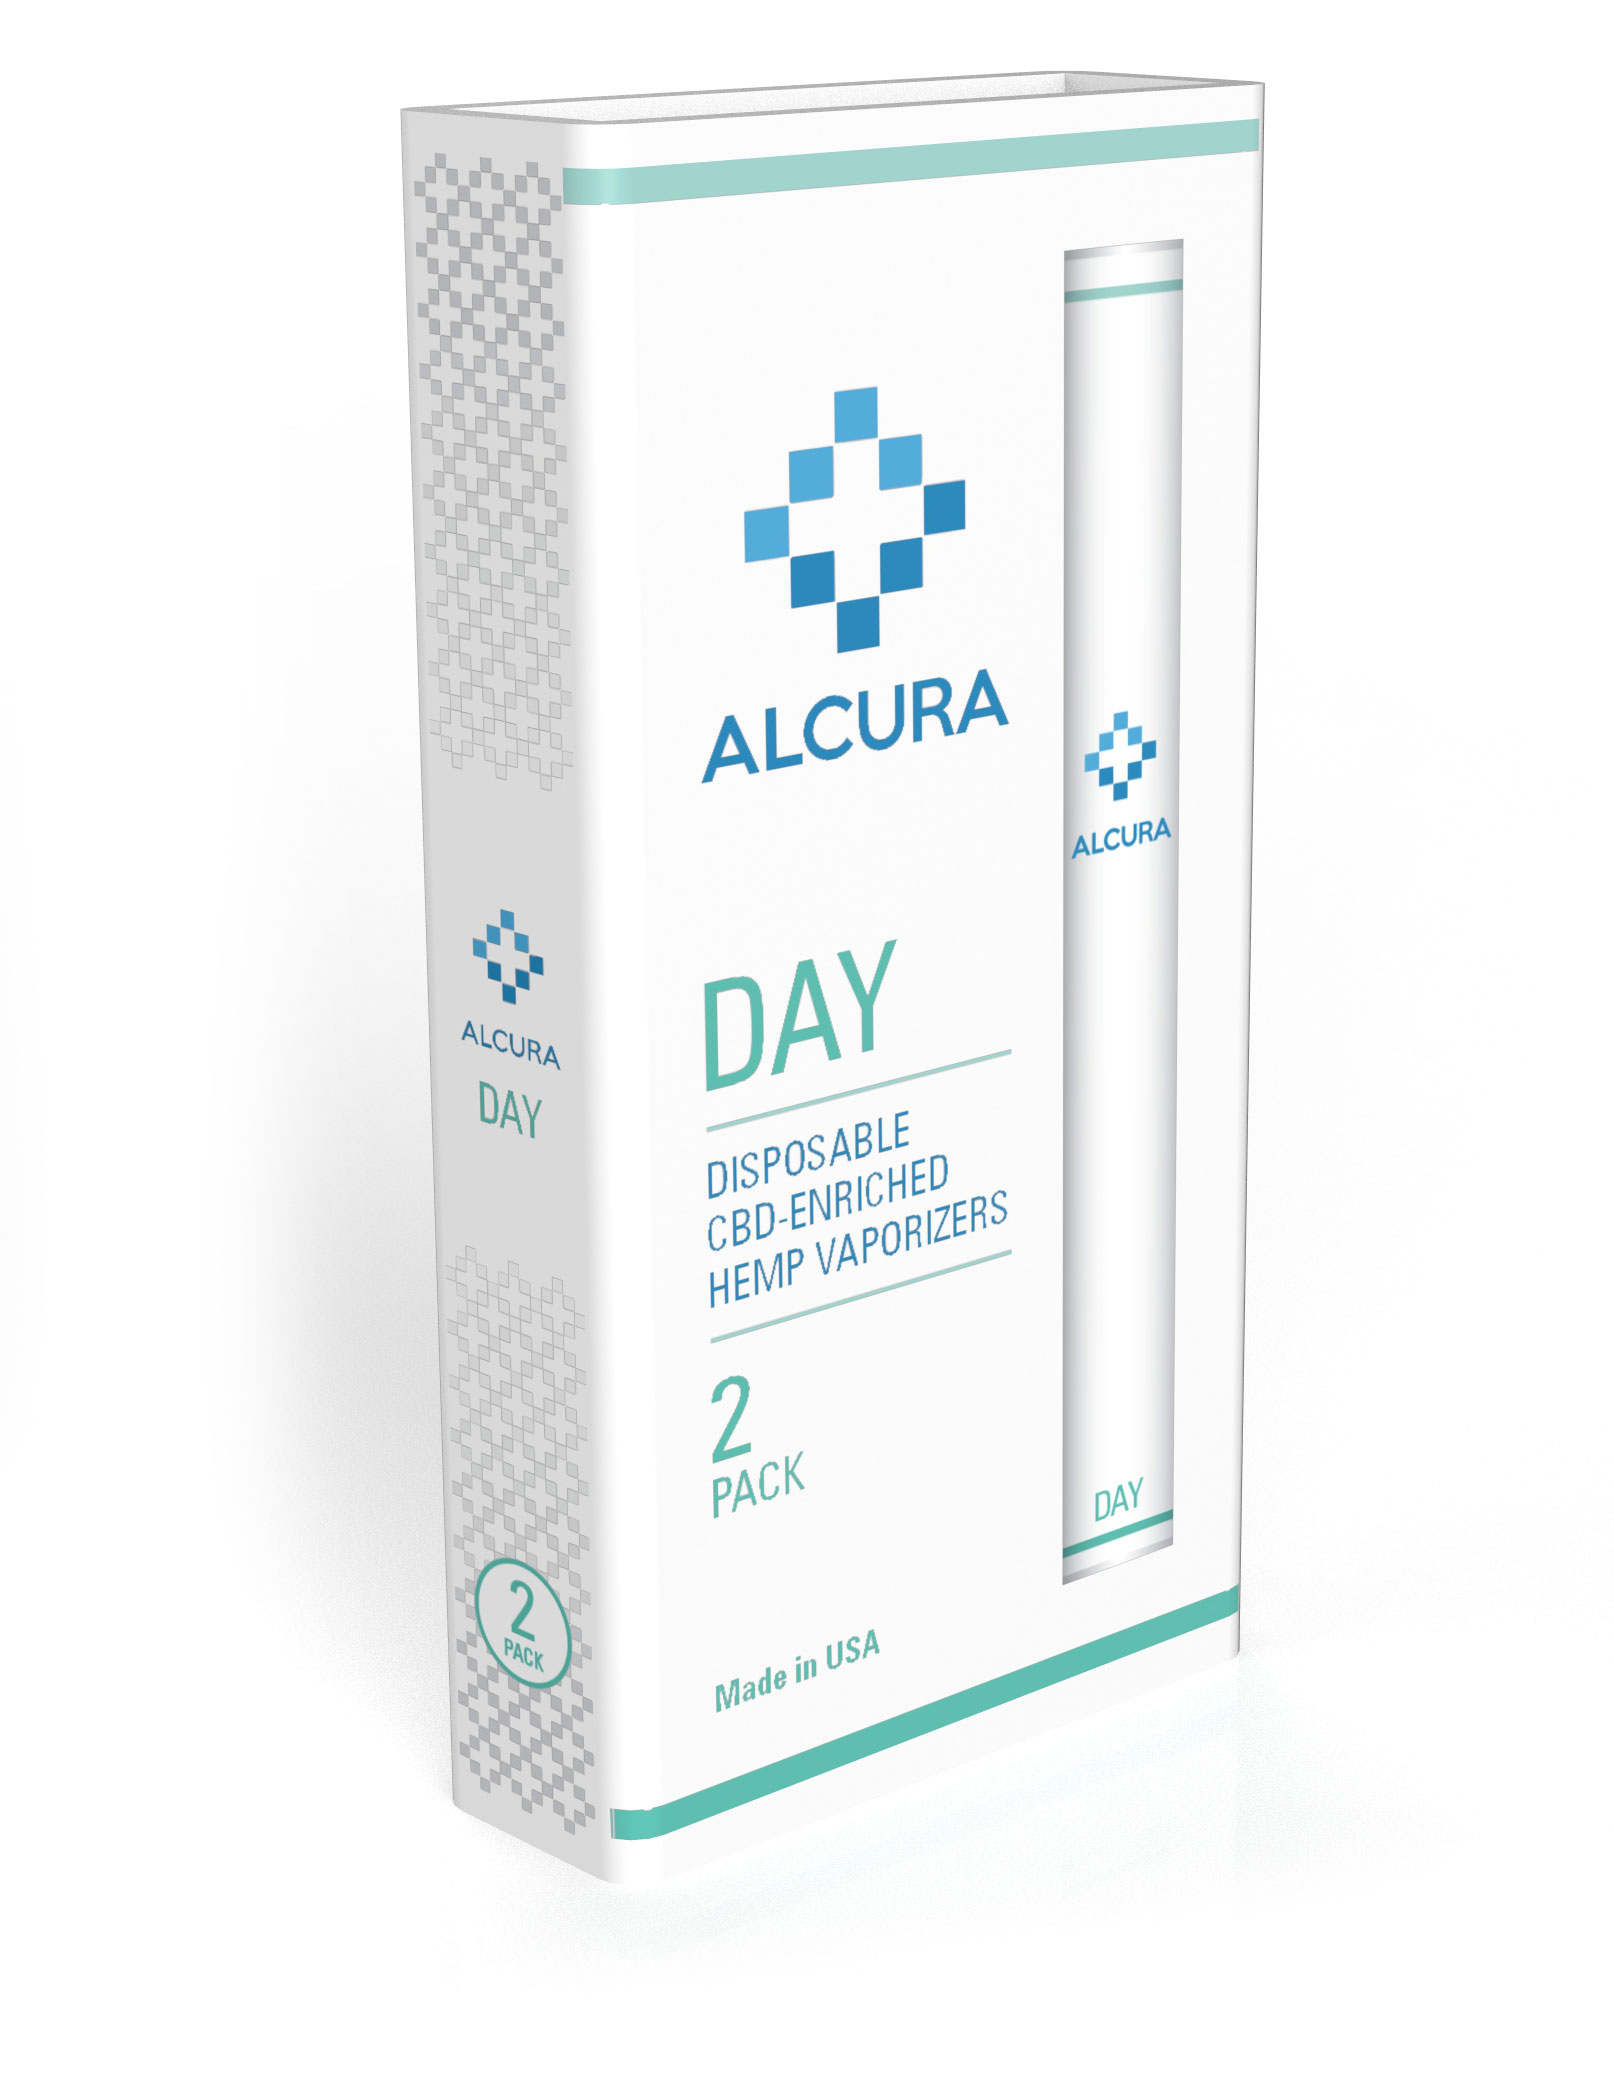 ALCURA
DAY
DISPOSABLE
CBD-ENRICHED
HEMP VAPORIZERS
2
PACK
Made in USA
ALCURA
DAY
ALCURA
DAY
2
PACK